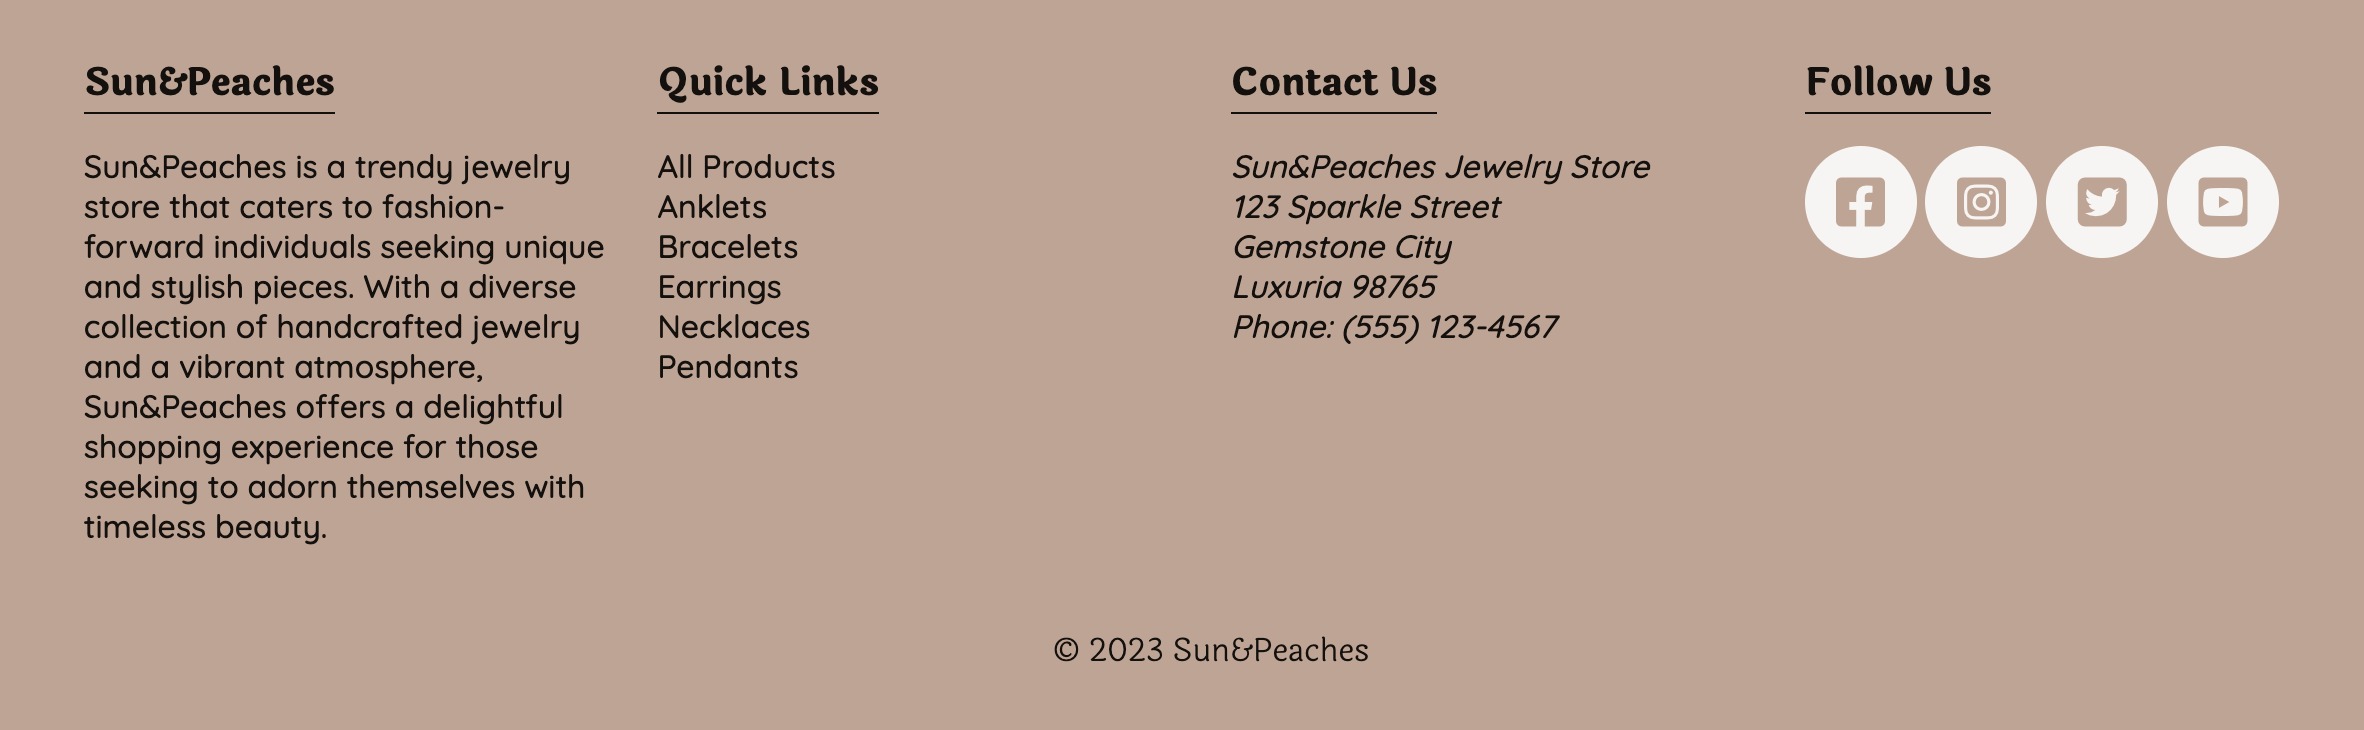 Sun&Peaches
Sun&Peaches is a trendy jewelry
store that caters to fashion-
forward individuals seeking unique
and stylish pieces. With a diverse
collection of handcrafted jewelry
and a vibrant atmosphere,
Sun&Peaches offers a delightful
shopping experience for those
seeking to adorn themselves with
timeless beauty.
Quick Links
All Products
Anklets
Bracelets
Earrings
Necklaces
Pendants
Contact Us
Sun&Peaches Jewelry Store
123 Sparkle Street
Gemstone City
Luxuria 98765
Phone: (555) 123-4567
Follow Us
© 2023 Sun&Peaches